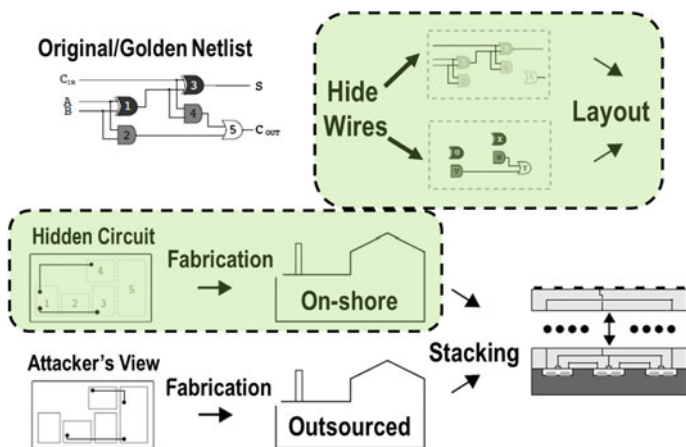 Original/Golden Netlist
C_IN
A
B
1
2
3
4
5
S
C_OUT
Hide
Wires
Layout
Hidden Circuit
1
2
3
4
5
Fabrication
On-shore
Attacker's View
Fabrication
Outsourced
Stacking